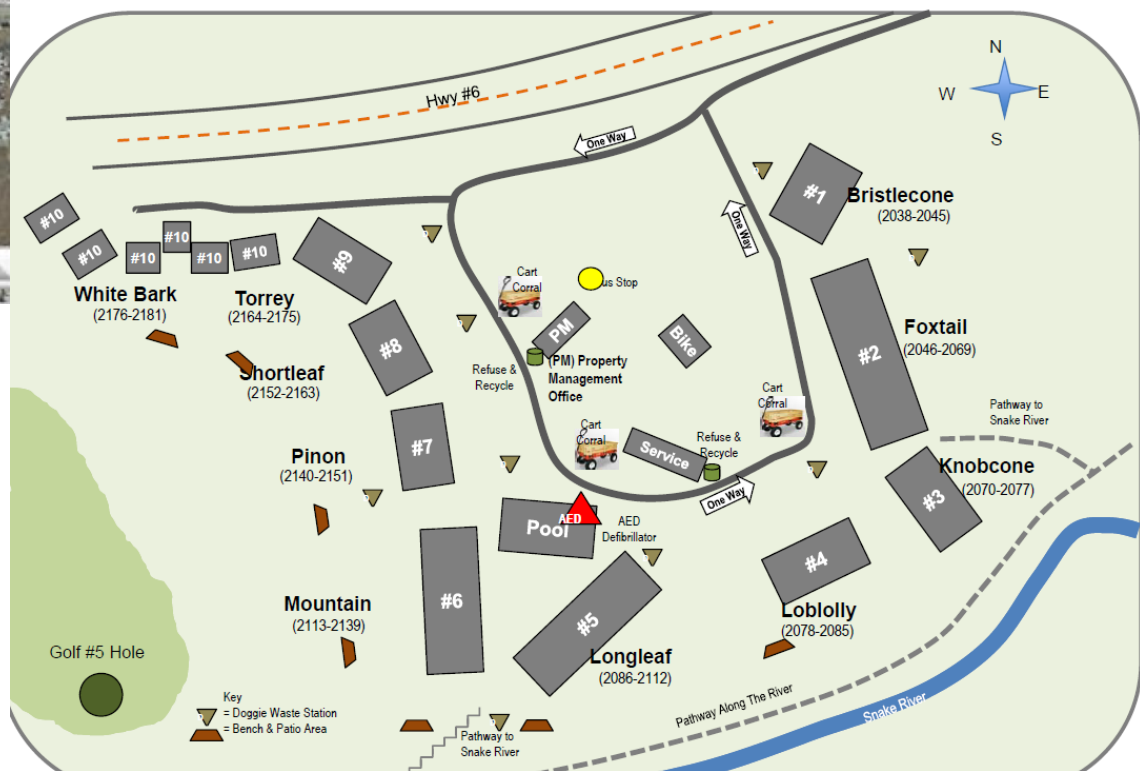 Hwy #6
N
W E
S
One Way
#1
Bristlecone
(2038-2045)
#10
#10
#10
#10
#10
#10
#9
White Bark
(2176-2181)
Torrey
(2164-2175)
One Way
Cart
Corral
us Stop
PM
Bike
#8
Refuse &
Recycle
(PM) Property
Management
Office
Foxtail
(2046-2069)
#2
Shortleaf
(2152-2163)
Cart
Corral
Pathway to
Snake River
#7
Cart
Corral
Service
Refuse &
Recycle
Pinon
(2140-2151)
Knobcone
(2070-2077)
#3
One Way
Pool
AED
AED
Defibrillator
#4
#6
Mountain
(2113-2139)
Loblolly
(2078-2085)
#5
Longleaf
(2086-2112)
Golf #5 Hole
Key
= Doggie Waste Station
= Bench & Patio Area
Pathway to
Snake River
Pathway Along The River
Snake River